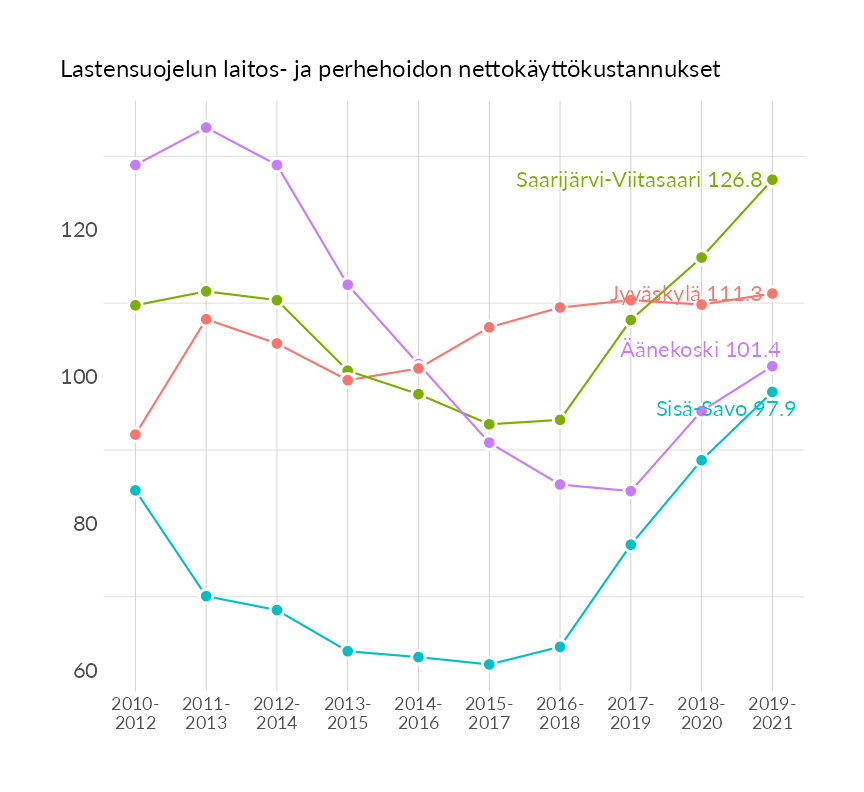 Lastensuojelun laitos- ja perhehoidon nettokäyttökustannukset
Saarijärvi-Viitasaari 126.8
120
Jyväskylä 111.3
Äänekoski 101.4
100
Sisä-Savo 97.9
80
60
2010- 2011- 2012- 2013- 2014- 2015- 2016- 2017- 2018- 2019-
2012 2013 2014 2015 2016 2017 2018 2019 2020 2021